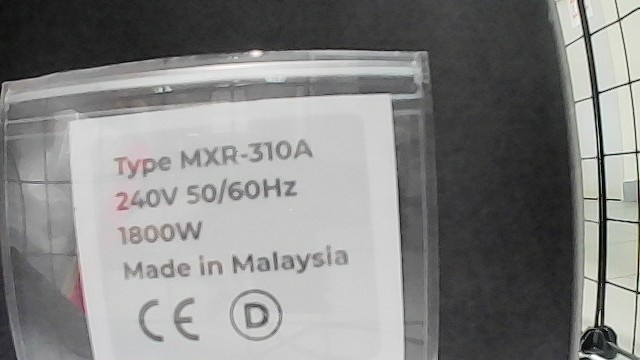 Type MXR-310A
240V 50/60Hz
1800W
Made in Malaysia
CE D